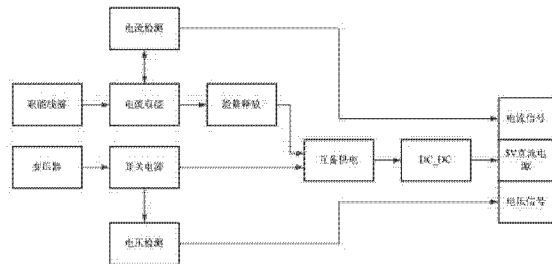 电流检测
取能线圈
电流取能
能量释放
电流信号
变压器
开关电源
互备供电
DC_DC
5V直流电
源
电压检测
电压信号